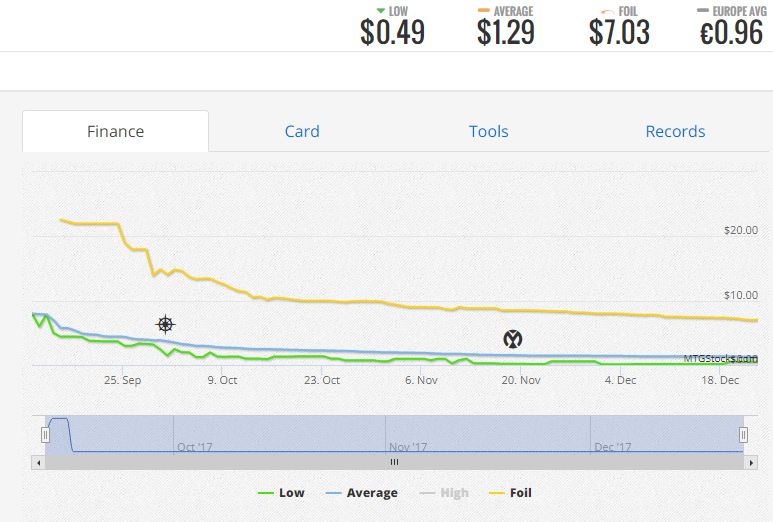 LOW AVERAGE FOIL EUROPE AVG
$0.49 $1.29 $7.03 €0.96
Finance Card Tools Records
$20.00
$10.00
MTGStocks.com
$0.00
25. Sep 9. Oct 23. Oct 6. Nov 20. Nov 4. Dec 18. Dec
Oct '17 Nov '17 Dec '17
Low Average High Foil